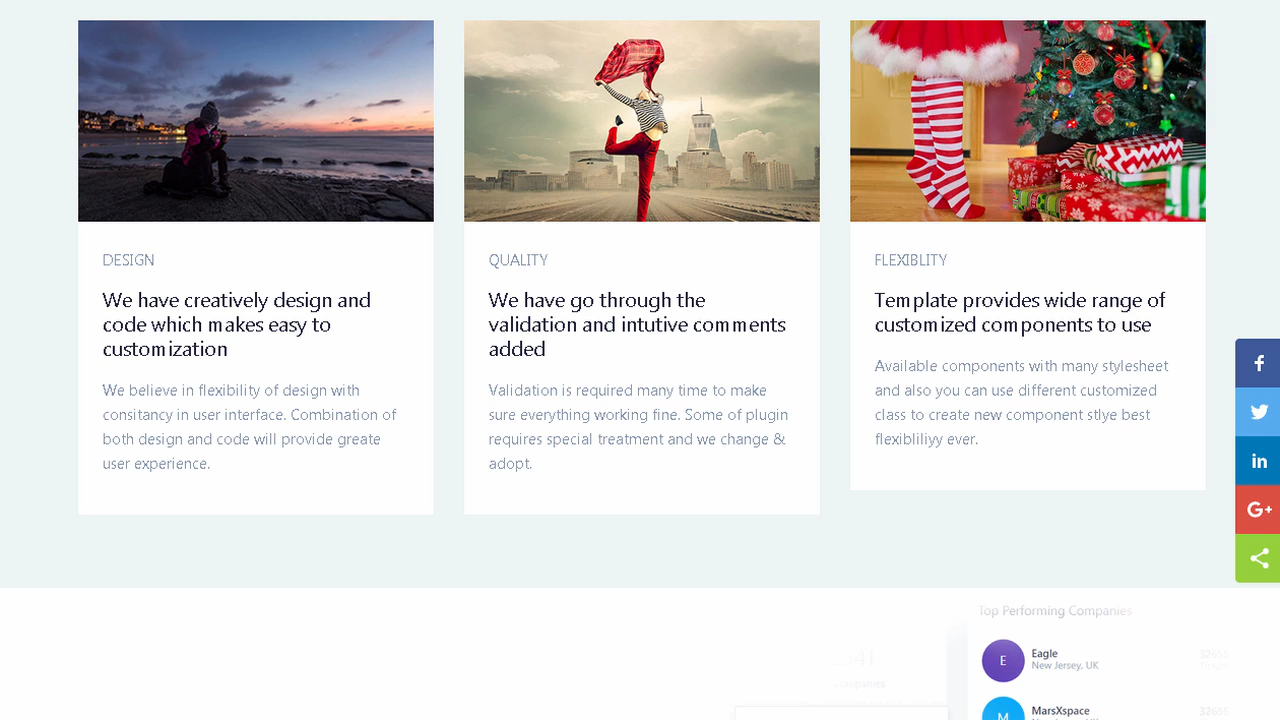 DESIGN
We have creatively design and
code which makes easy to
customization
We believe in flexibility of design with
consitancy in user interface. Combination of
both design and code will provide greate
user experience.
QUALITY
We have go through the
validation and intutive comments
added
Validation is required many time to make
sure everything working fine. Some of plugin
requires special treatment and we change &
adopt.
FLEXIBLITY
Template provides wide range of
customized components to use
Available components with many stylesheet
and also you can use different customized
class to create new component stlye best
flexibliliyy ever.
f
in
G+
Top Performing Companies
E
Eagle
New Jersey, UK
M
MarsXspace